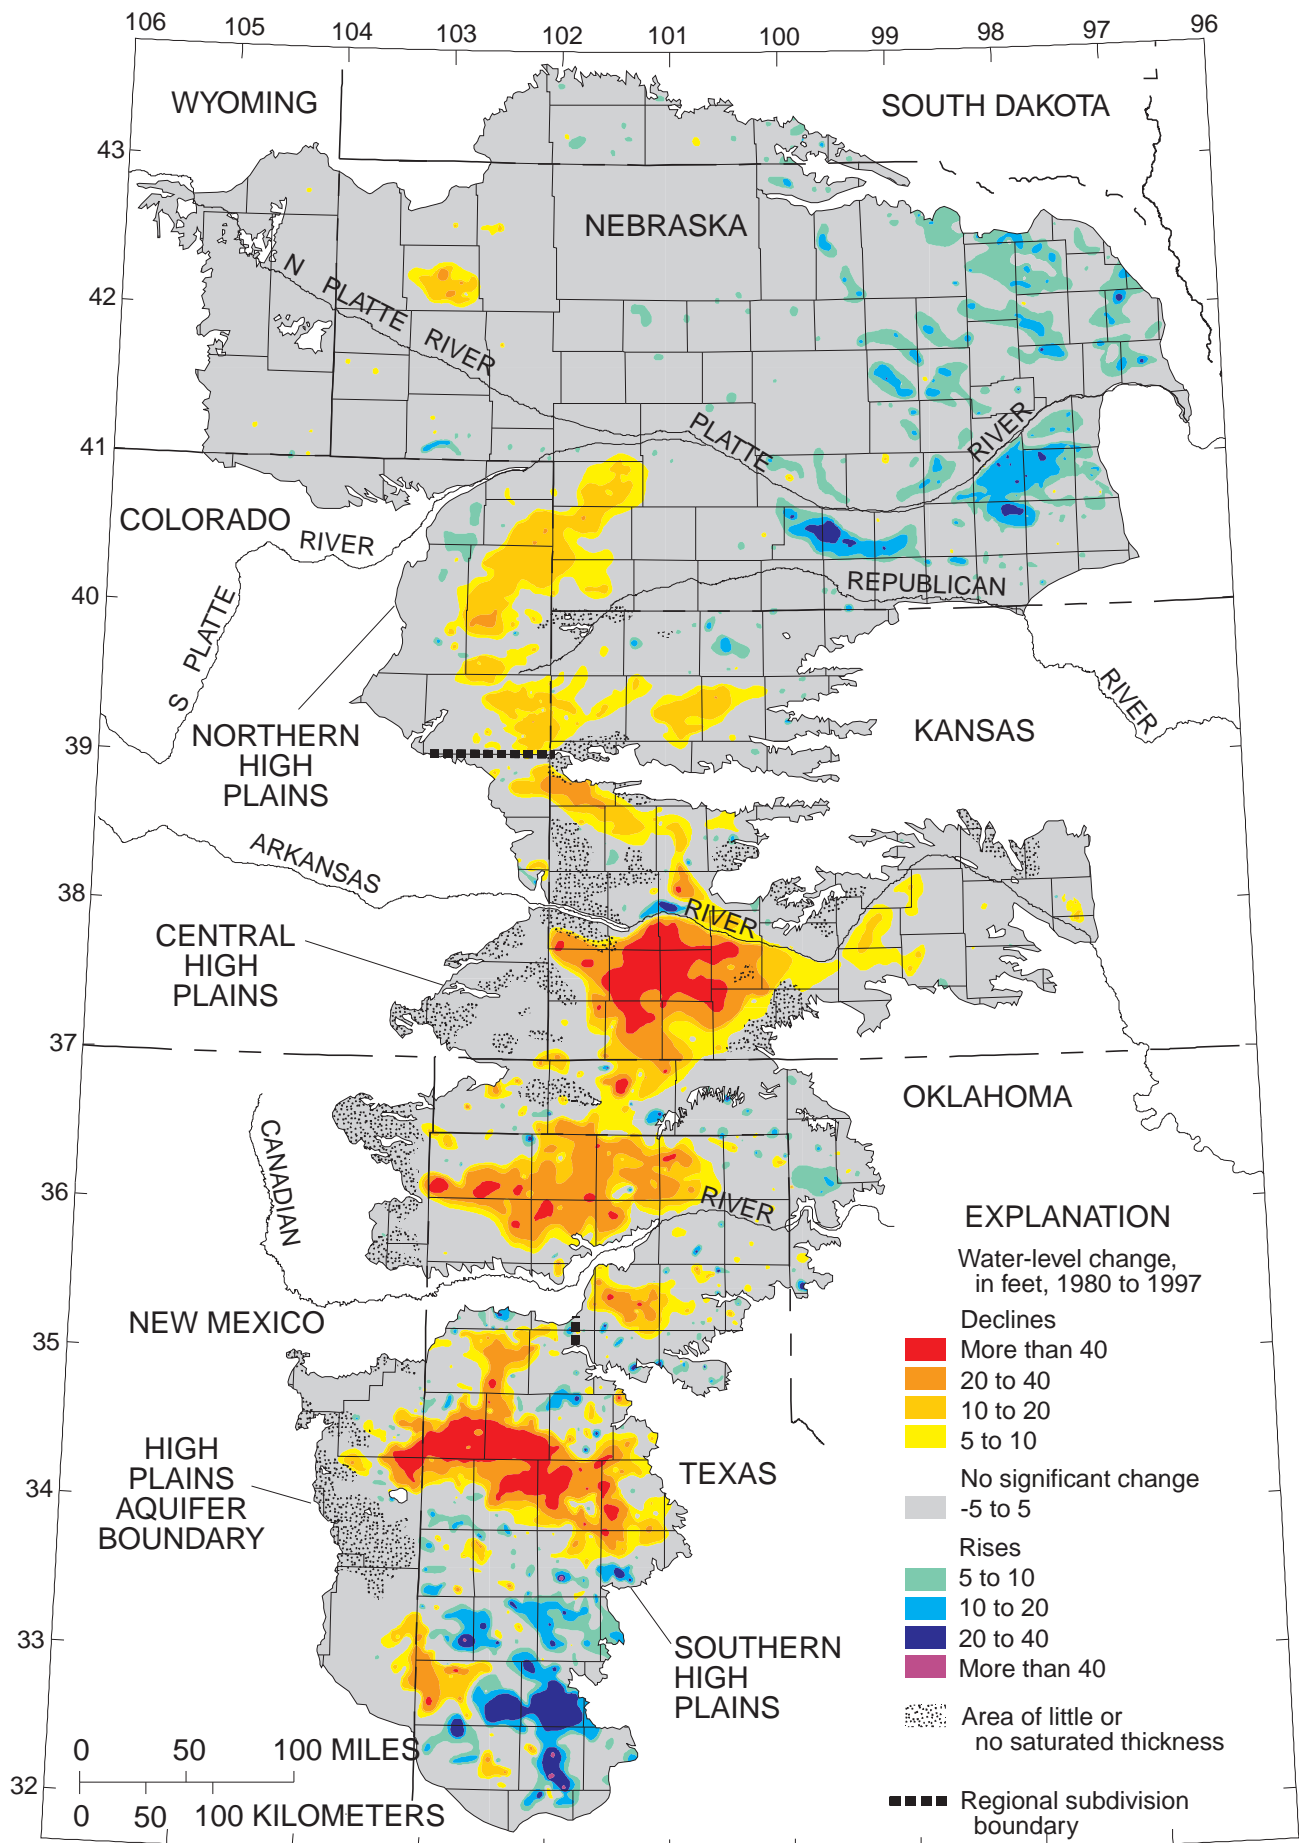 106 105 104 103 102 101 100 99 98 97 96
WYOMING
SOUTH DAKOTA
43
NEBRASKA
N PLATTE RIVER
42
PLATTE RIVER
41
COLORADO
S PLATTE RIVER
REPUBLICAN RIVER
40
NORTHERN
HIGH
PLAINS
KANSAS
39
ARKANSAS RIVER
38
CENTRAL
HIGH
PLAINS
37
OKLAHOMA
CANADIAN RIVER
36
NEW MEXICO
35
HIGH
PLAINS
AQUIFER
BOUNDARY
TEXAS
34
33
SOUTHERN
HIGH
PLAINS
32
0 50 100 MILES
0 50 100 KILOMETERS
EXPLANATION
Water-level change,
in feet, 1980 to 1997
Declines
More than 40
20 to 40
10 to 20
5 to 10
No significant change
-5 to 5
Rises
5 to 10
10 to 20
20 to 40
More than 40
Area of little or
no saturated thickness
Regional subdivision
boundary